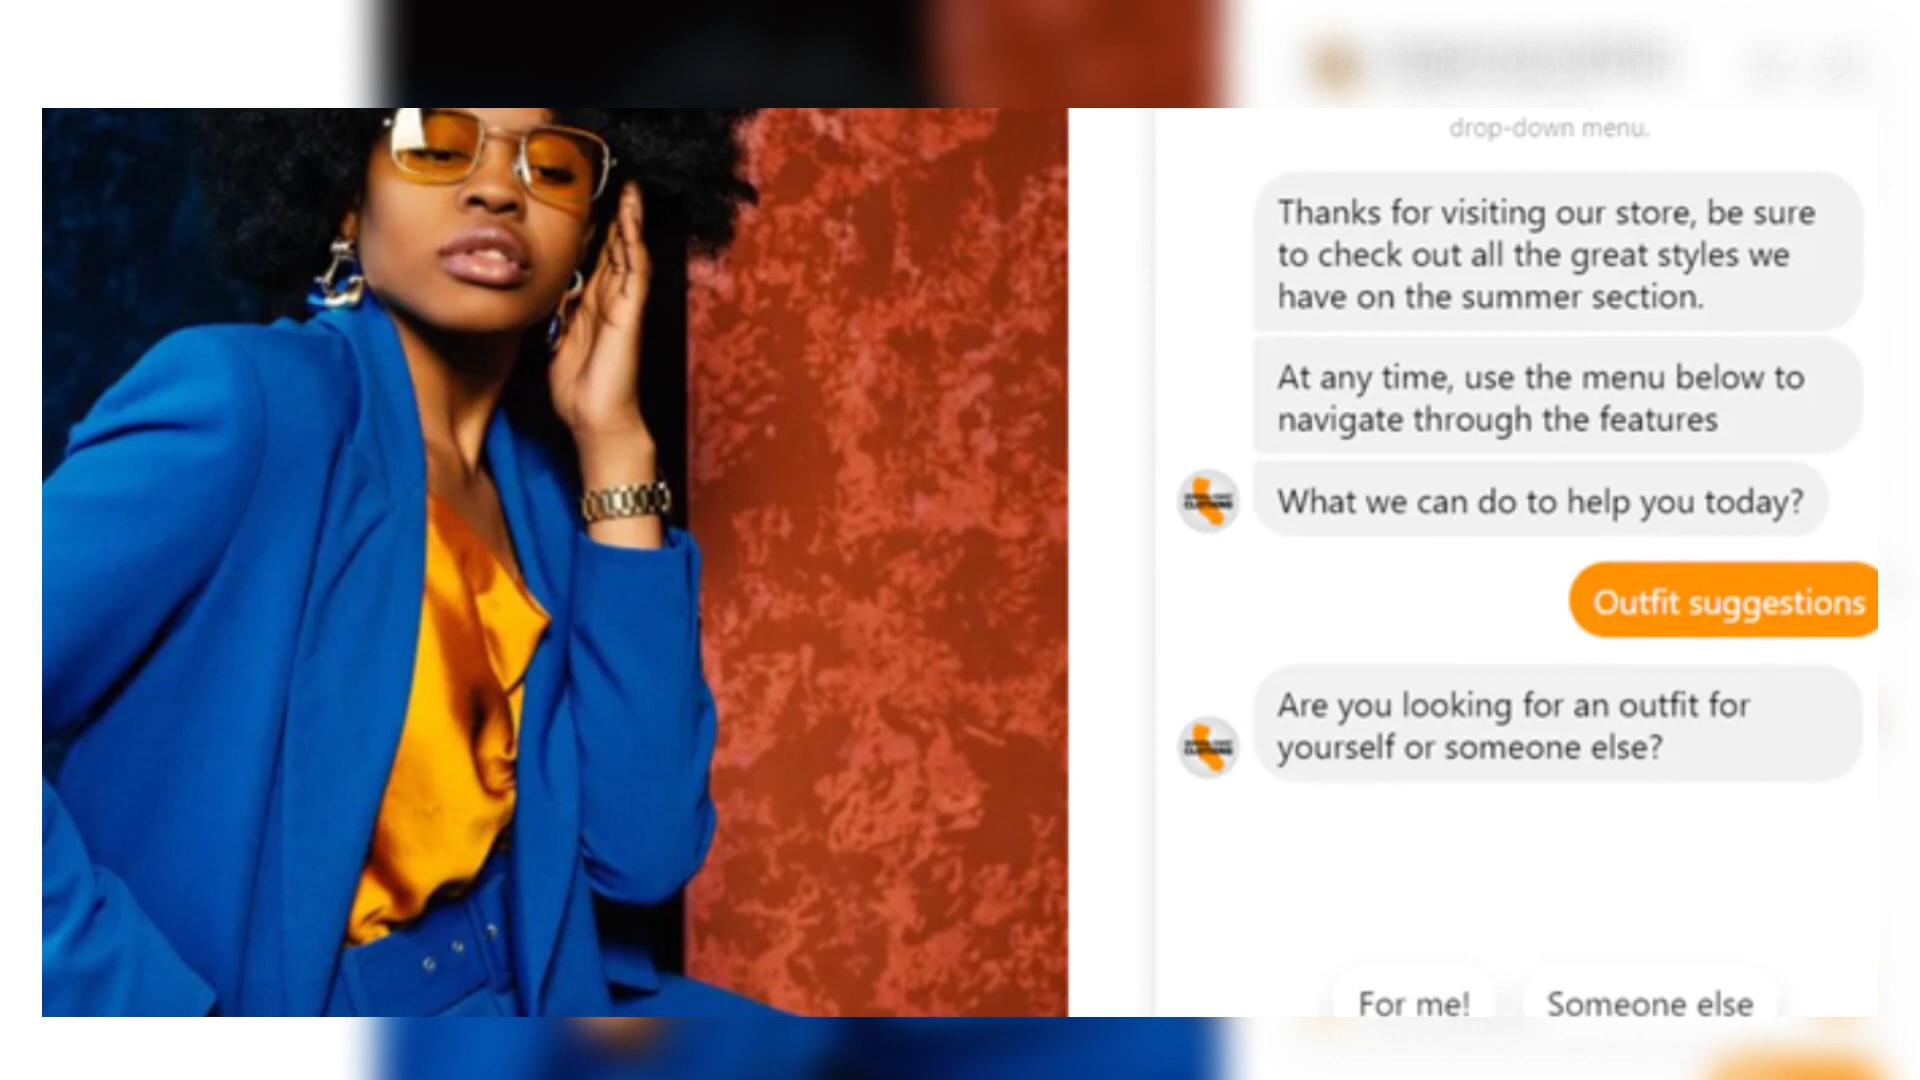 drop-down menu.
Thanks for visiting our store, be sure
to check out all the great styles we
have on the summer section.
At any time, use the menu below to
navigate through the features
What we can do to help you today?
CLOTHING
Outfit suggestions
Are you looking for an outfit for
yourself or someone else?
CLOTHING
For me!
Someone else